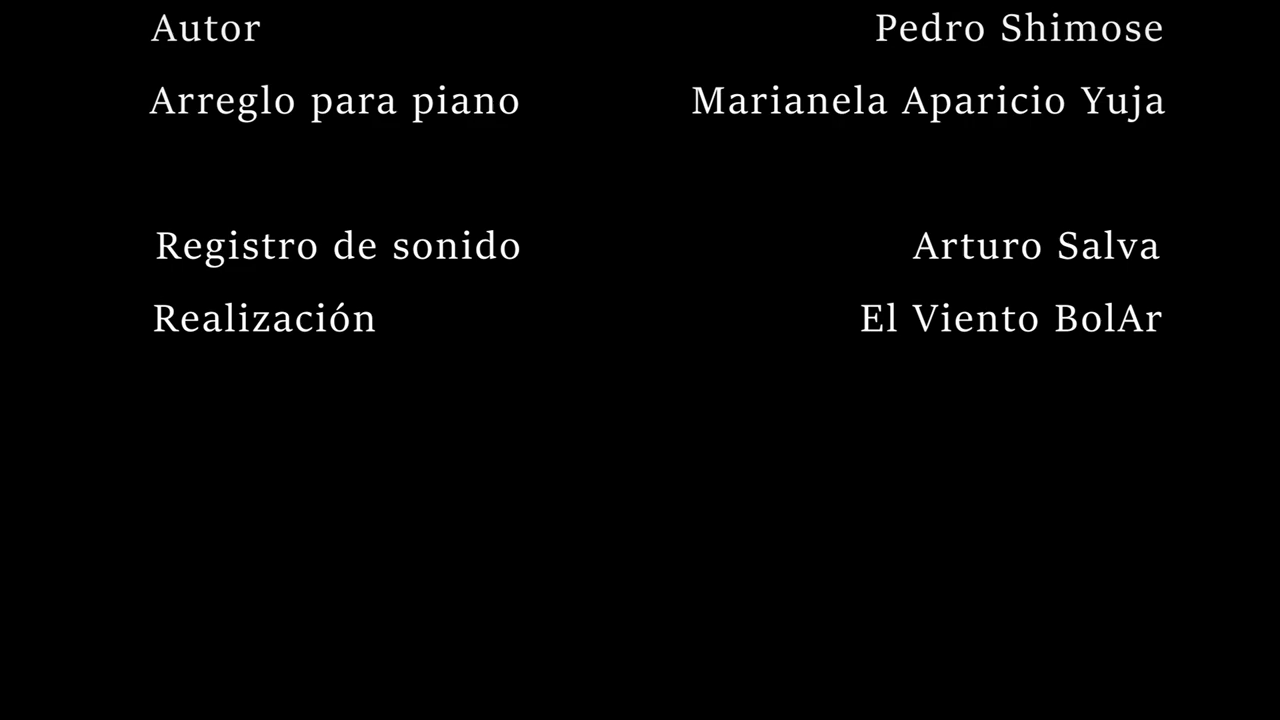 Autor Pedro Shimose
Arreglo para piano Marianela Aparicio Yuja
Registro de sonido Arturo Salva
Realización El Viento BolAr